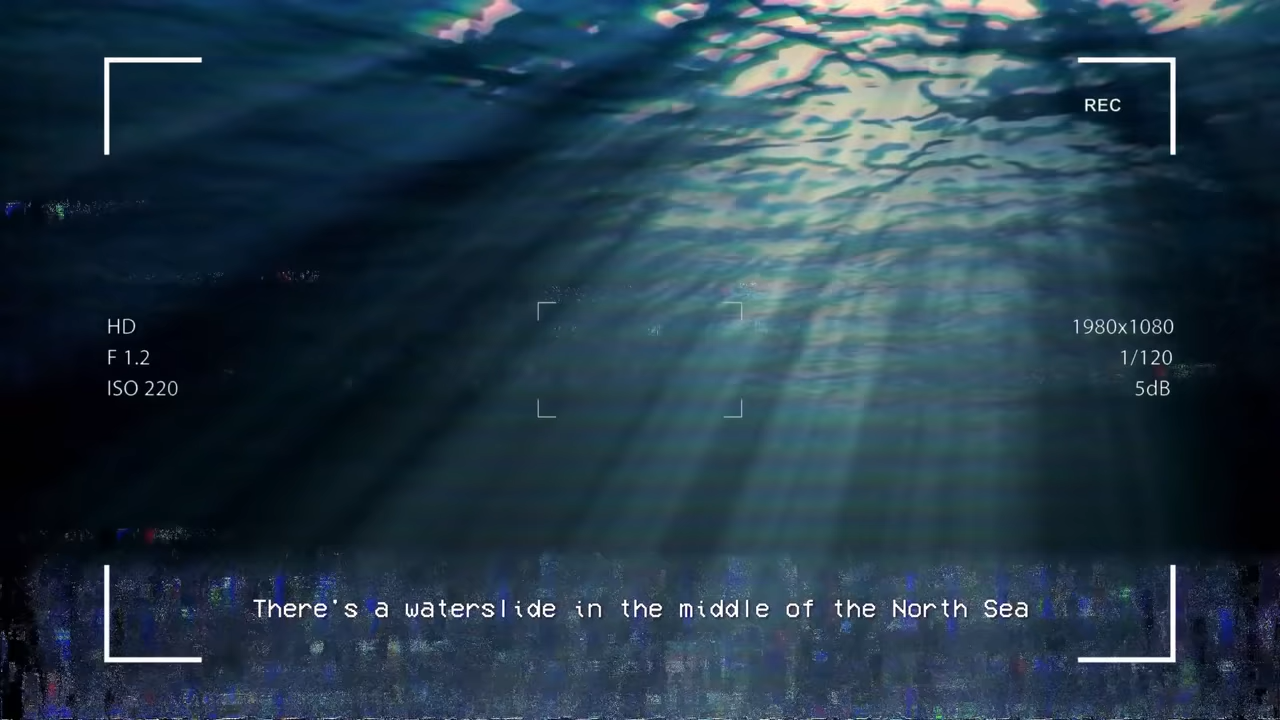 REC
HD
F 1.2
ISO 220
1980x1080
1/120
5dB
There's a waterslide in the middle of the North Sea